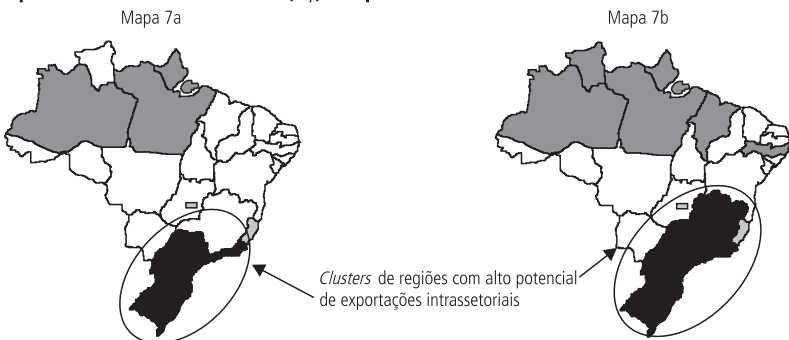 Mapa 7a
Mapa 7b
Clusters de regiões com alto potencial
de exportações intrassetoriais